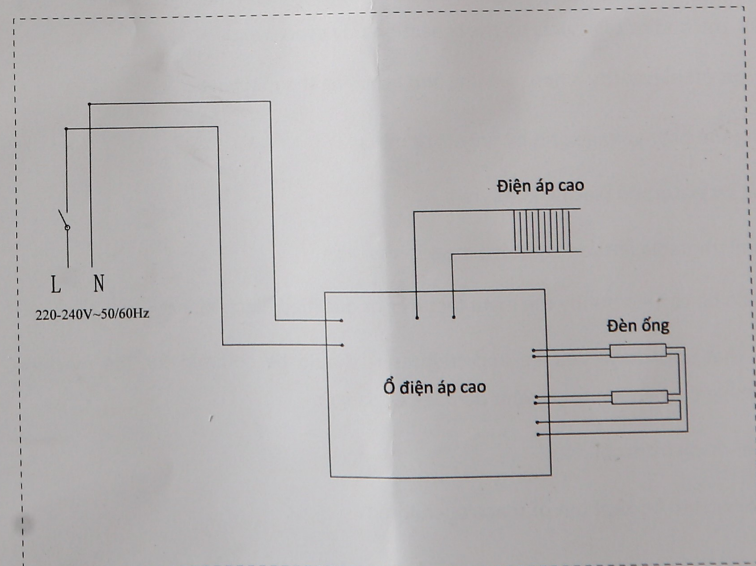 Điện áp cao
L N
220-240V~50/60Hz
Đèn ống
Ổ điện áp cao